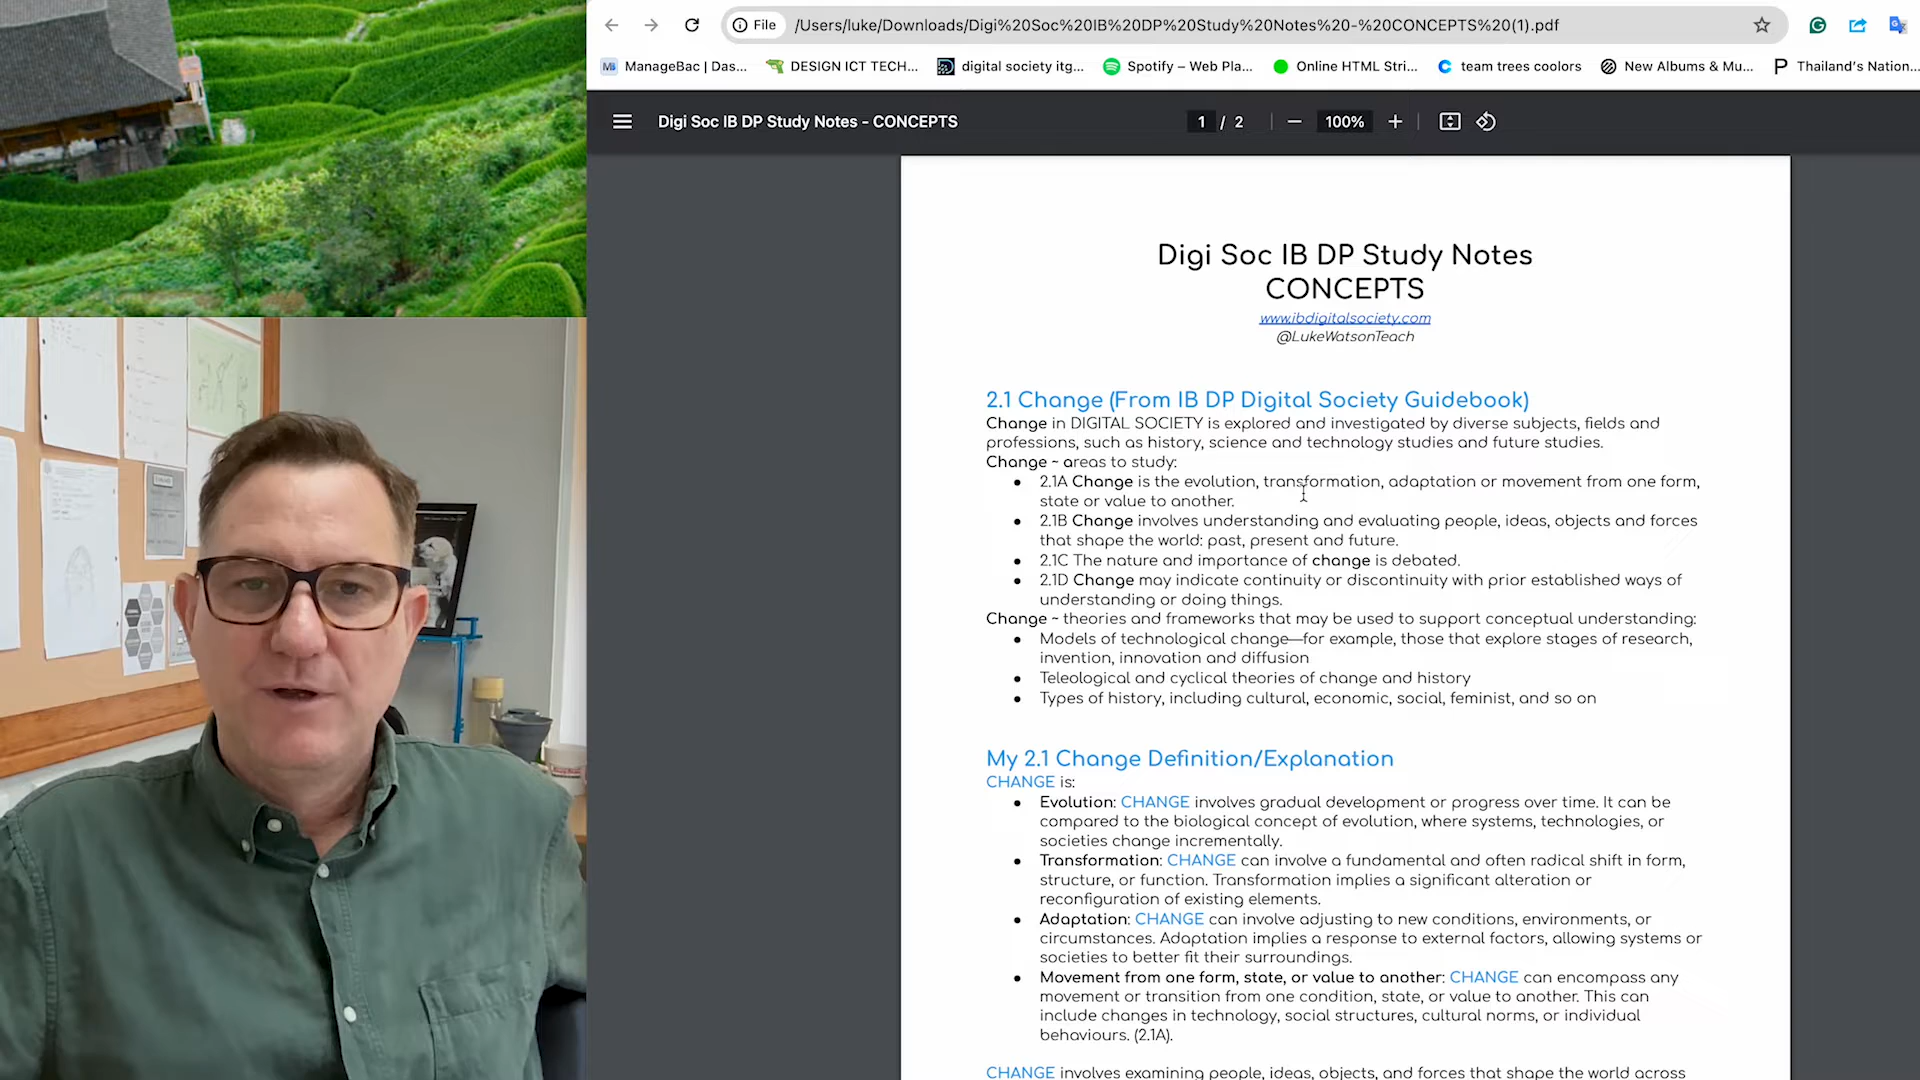 File
/Users/luke/Downloads/Digi%20Soc%20IB%20DP%20Study%20Notes%20-%20CONCEPTS%20(1).pdf
ManageBac | Das...
DESIGN ICT TECH...
digital society itg...
Spotify – Web Pla...
Online HTML Stri...
team trees coolors
New Albums & Mu...
Thailand's Nation...
Digi Soc IB DP Study Notes - CONCEPTS
1 / 2
100%
Digi Soc IB DP Study Notes
CONCEPTS
www.ibdigitalsociety.com
@LukeWatsonTeach
2.1 Change (From IB DP Digital Society Guidebook)
Change in DIGITAL SOCIETY is explored and investigated by diverse subjects, fields and
professions, such as history, science and technology studies and future studies.
Change ~ areas to study:
• 2.1A Change is the evolution, transformation, adaptation or movement from one form,
state or value to another.
• 2.1B Change involves understanding and evaluating people, ideas, objects and forces
that shape the world: past, present and future.
• 2.1C The nature and importance of change is debated.
• 2.1D Change may indicate continuity or discontinuity with prior established ways of
understanding or doing things.
Change ~ theories and frameworks that may be used to support conceptual understanding:
• Models of technological change—for example, those that explore stages of research,
invention, innovation and diffusion
• Teleological and cyclical theories of change and history
• Types of history, including cultural, economic, social, feminist, and so on
My 2.1 Change Definition/Explanation
CHANGE is:
• Evolution: CHANGE involves gradual development or progress over time. It can be
compared to the biological concept of evolution, where systems, technologies, or
societies change incrementally.
• Transformation: CHANGE can involve a fundamental and often radical shift in form,
structure, or function. Transformation implies a significant alteration or
reconfiguration of existing elements.
• Adaptation: CHANGE can involve adjusting to new conditions, environments, or
circumstances. Adaptation implies a response to external factors, allowing systems or
societies to better fit their surroundings.
• Movement from one form, state, or value to another: CHANGE can encompass any
movement or transition from one condition, state, or value to another. This can
include changes in technology, social structures, cultural norms, or individual
behaviours. (2.1A).
CHANGE involves examining people, ideas, objects, and forces that shape the world across